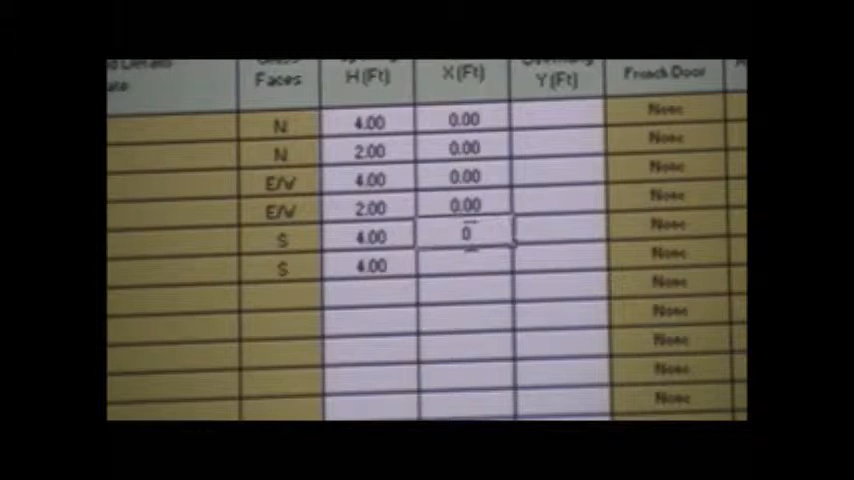 Faces H (Ft) X (Ft) Y (Ft) French Door
N 4.00 0.00 None
N 2.00 0.00 None
E/W 4.00 0.00 None
E/W 2.00 0.00 None
S 4.00 0 None
S 4.00 None
None
None
None
None
None